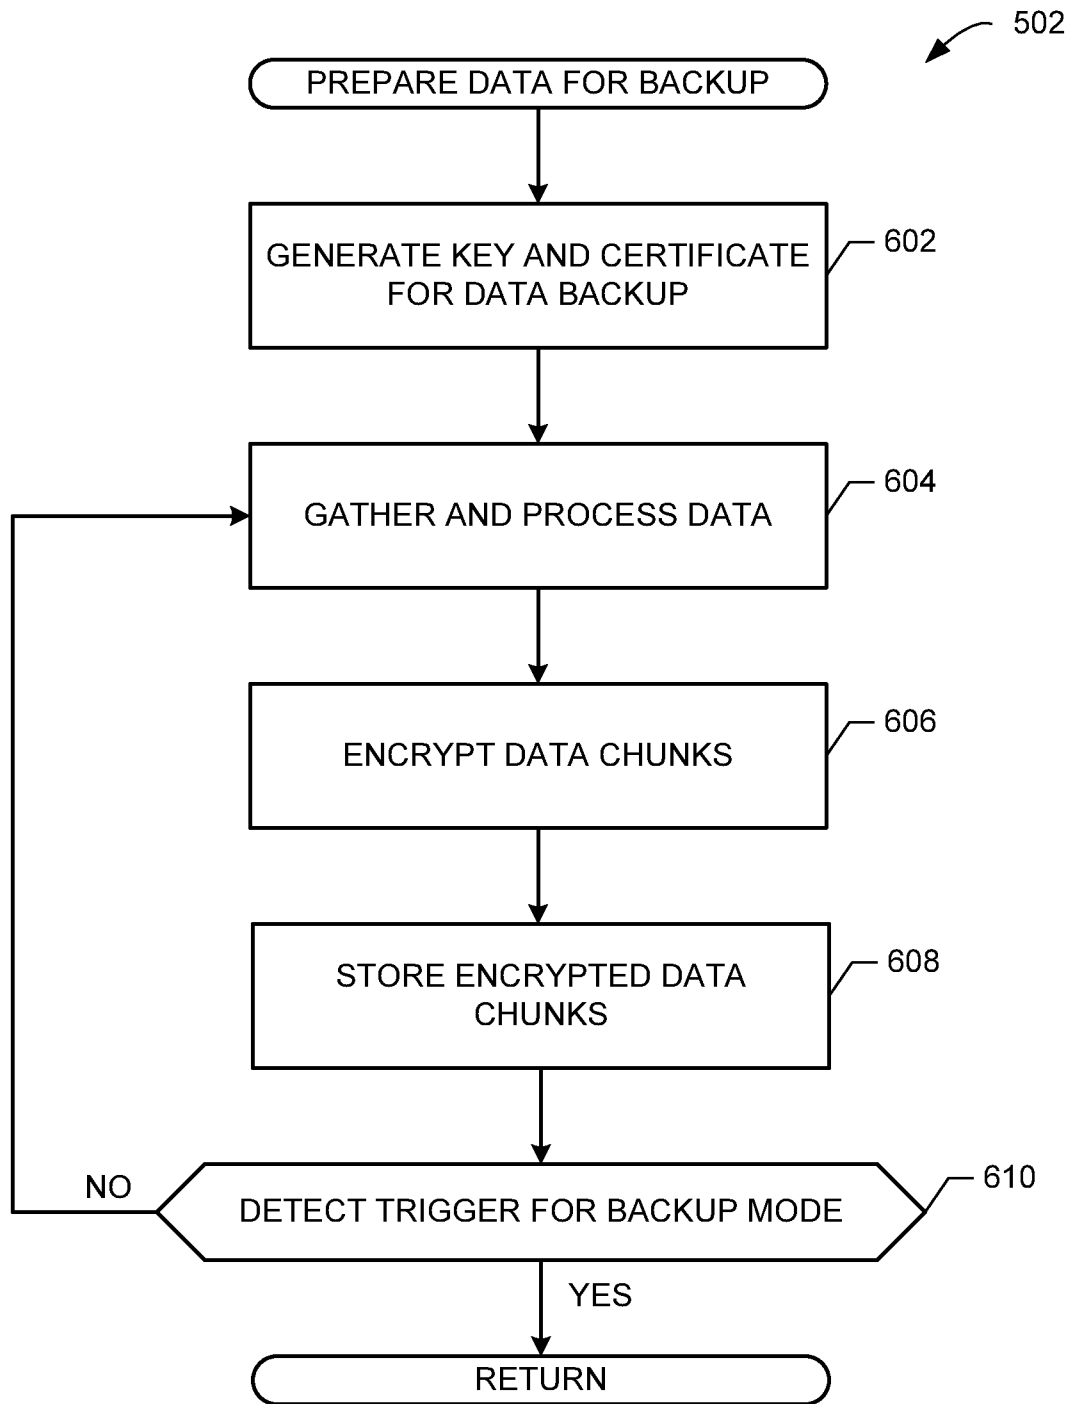 502
PREPARE DATA FOR BACKUP
GENERATE KEY AND CERTIFICATE
FOR DATA BACKUP
602
GATHER AND PROCESS DATA
604
ENCRYPT DATA CHUNKS
606
STORE ENCRYPTED DATA
CHUNKS
608
NO
DETECT TRIGGER FOR BACKUP MODE
610
YES
RETURN